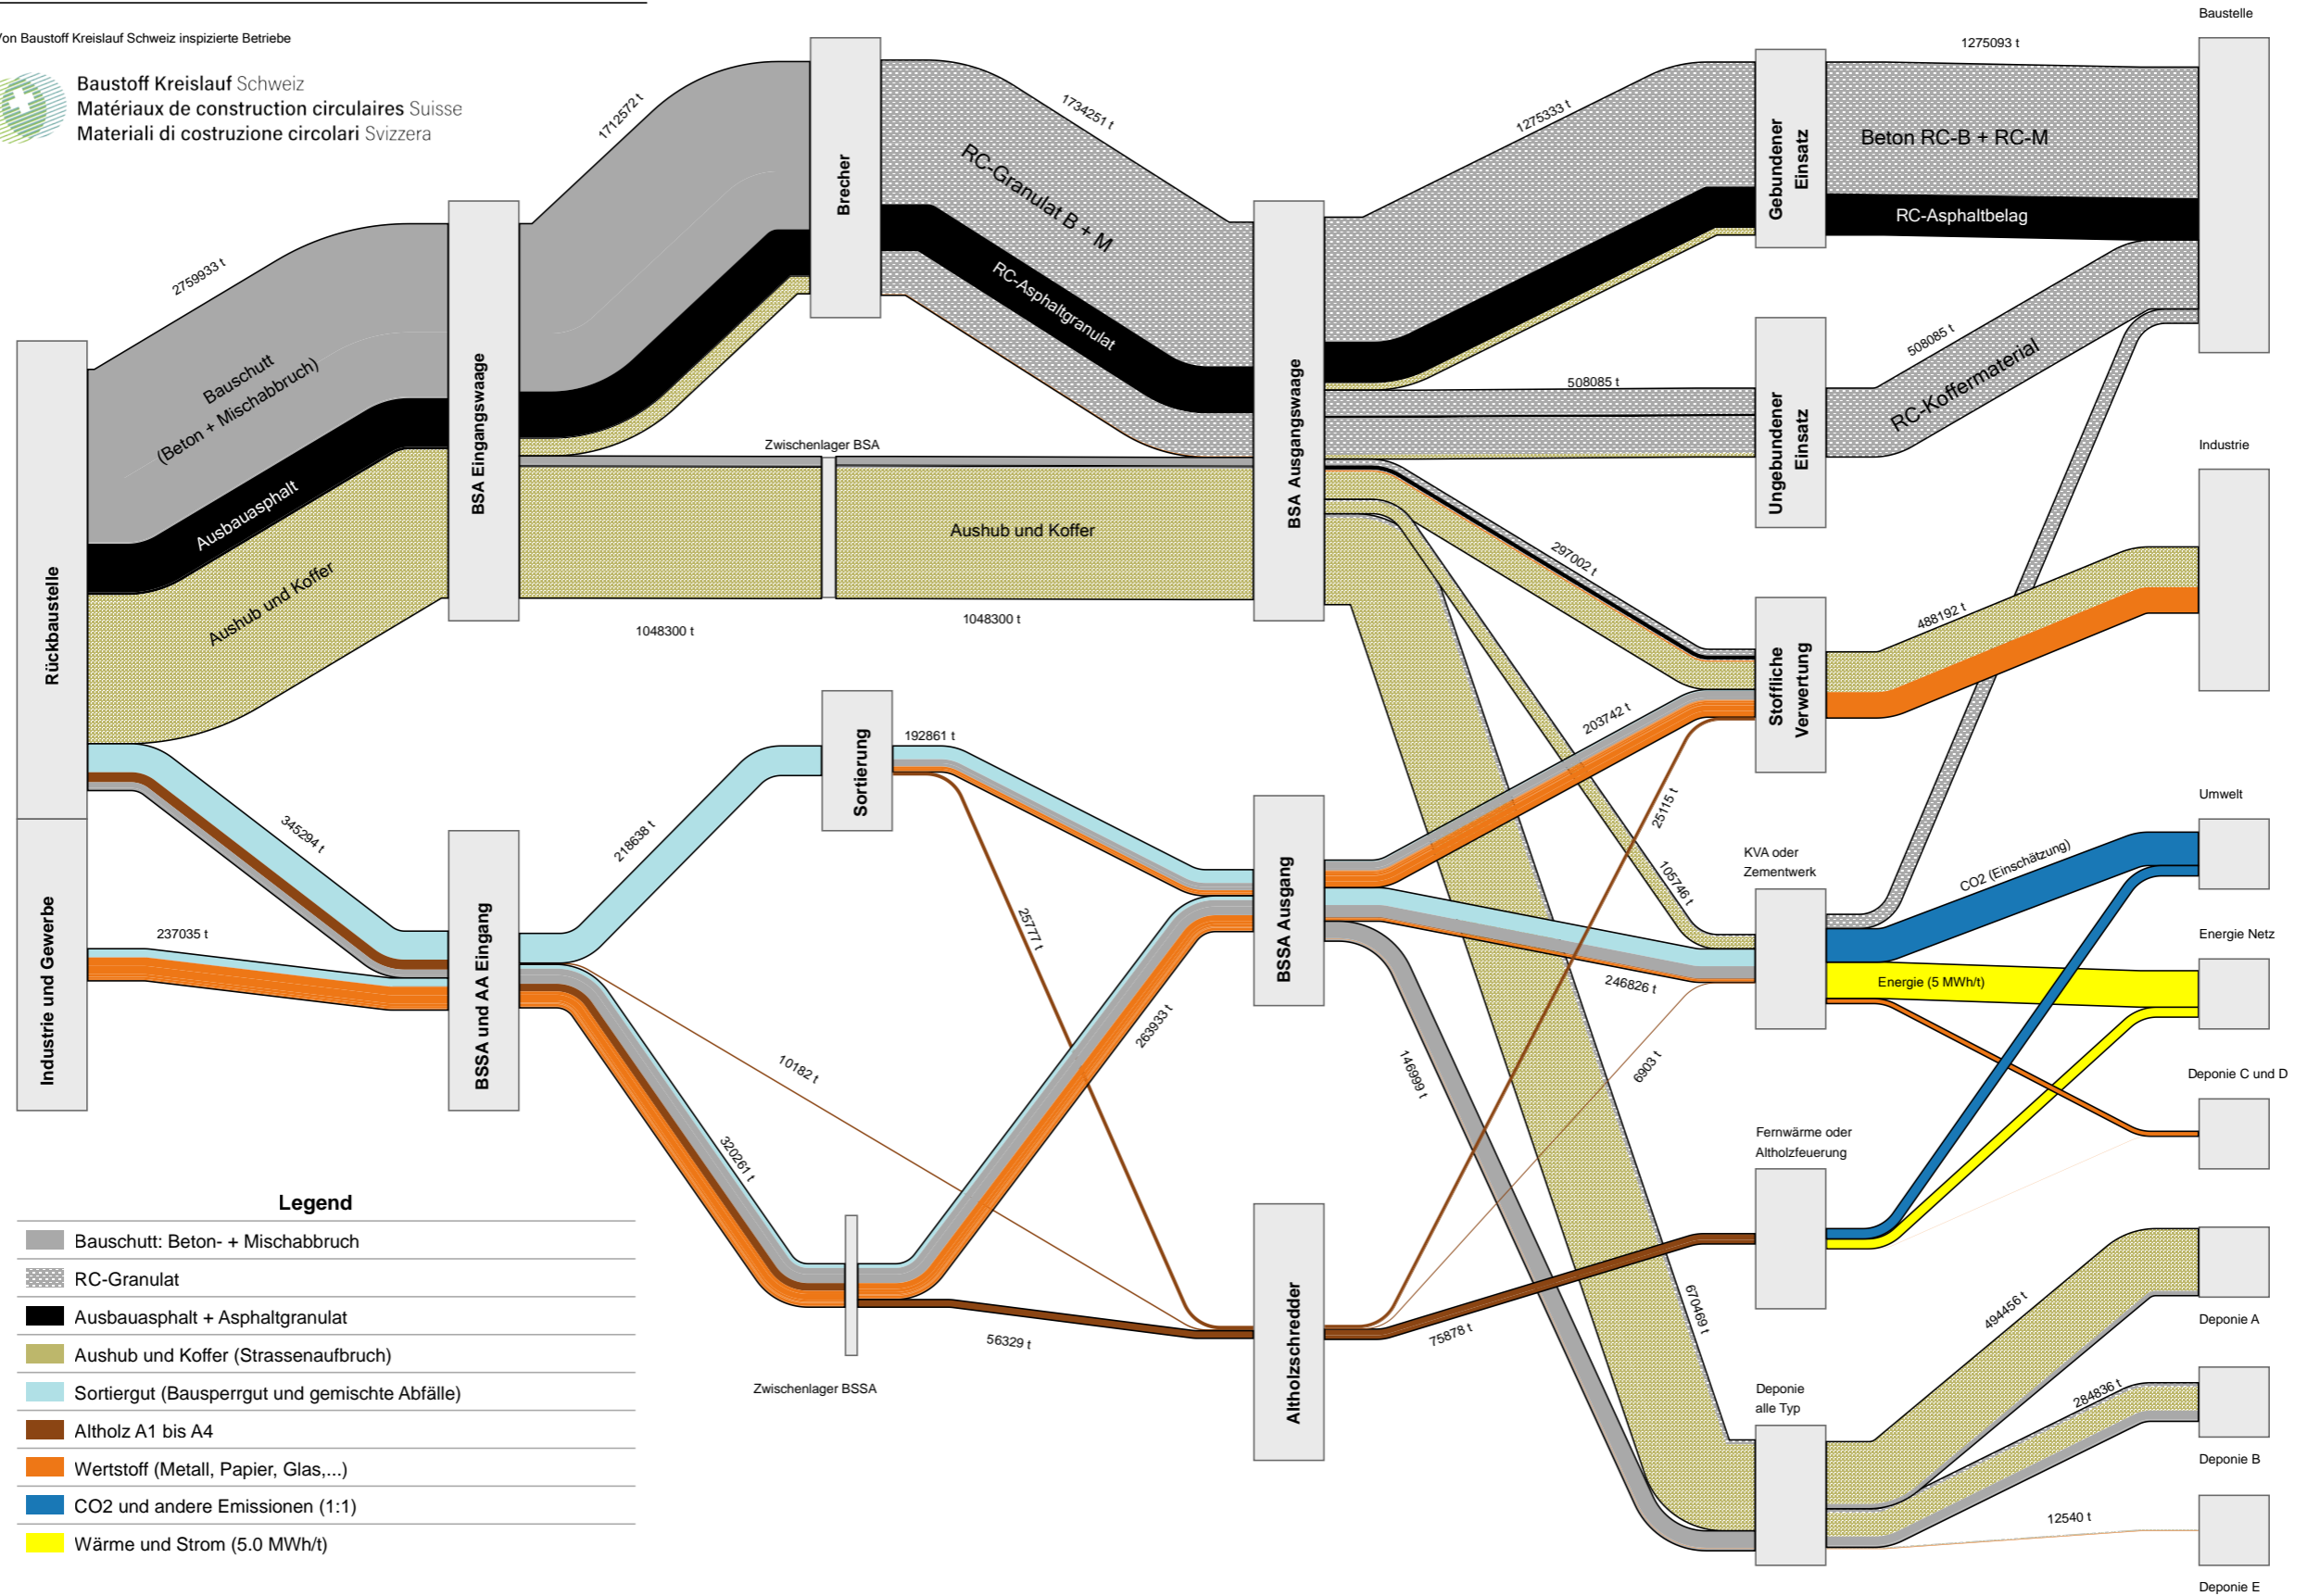 Von Baustoff Kreislauf Schweiz inspizierte Betriebe
Baustoff Kreislauf Schweiz
Matériaux de construction circulaires Suisse
Materiali di costruzione circolari Svizzera
Baustelle
1275093 t
1712572 t
1734251 t
1275333 t
Gebundener
Einsatz
Beton RC-B + RC-M
Brecher
RC-Granulat B + M
RC-Asphaltbelag
2759933 t
RC-Asphaltgranulat
508085 t
508085 t
RC-Koffermaterial
Bauschutt
(Beton + Mischabbruch)
BSA Eingangswaage
BSA Ausgangswaage
Ungebundener
Einsatz
Industrie
Zwischenlager BSA
Ausbauasphalt
Aushub und Koffer
Aushub und Koffer
297002 t
Rückbaustelle
1048300 t
1048300 t
488192 t
Stoffliche
Verwertung
Sortierung
192861 t
203742 t
345294 t
218638 t
25115 t
Umwelt
KVA oder
Zementwerk
CO2 (Einschätzung)
105746 t
Industrie und Gewerbe
237035 t
BSSA und AA Eingang
25777 t
BSSA Ausgang
Energie Netz
246826 t
Energie (5 MWh/t)
263933 t
10182 t
146999 t
6903 t
Deponie C und D
320261 t
Fernwärme oder
Altholzfeuerung
56329 t
Altholzschredder
75878 t
670469 t
494456 t
Deponie A
Zwischenlager BSSA
Deponie
alle Typ
284836 t
Deponie B
12540 t
Deponie E
Legend
Bauschutt: Beton- + Mischabbruch
RC-Granulat
Ausbauasphalt + Asphaltgranulat
Aushub und Koffer (Strassenaufbruch)
Sortiergut (Bausperrgut und gemischte Abfälle)
Altholz A1 bis A4
Wertstoff (Metall, Papier, Glas,...)
CO2 und andere Emissionen (1:1)
Wärme und Strom (5.0 MWh/t)